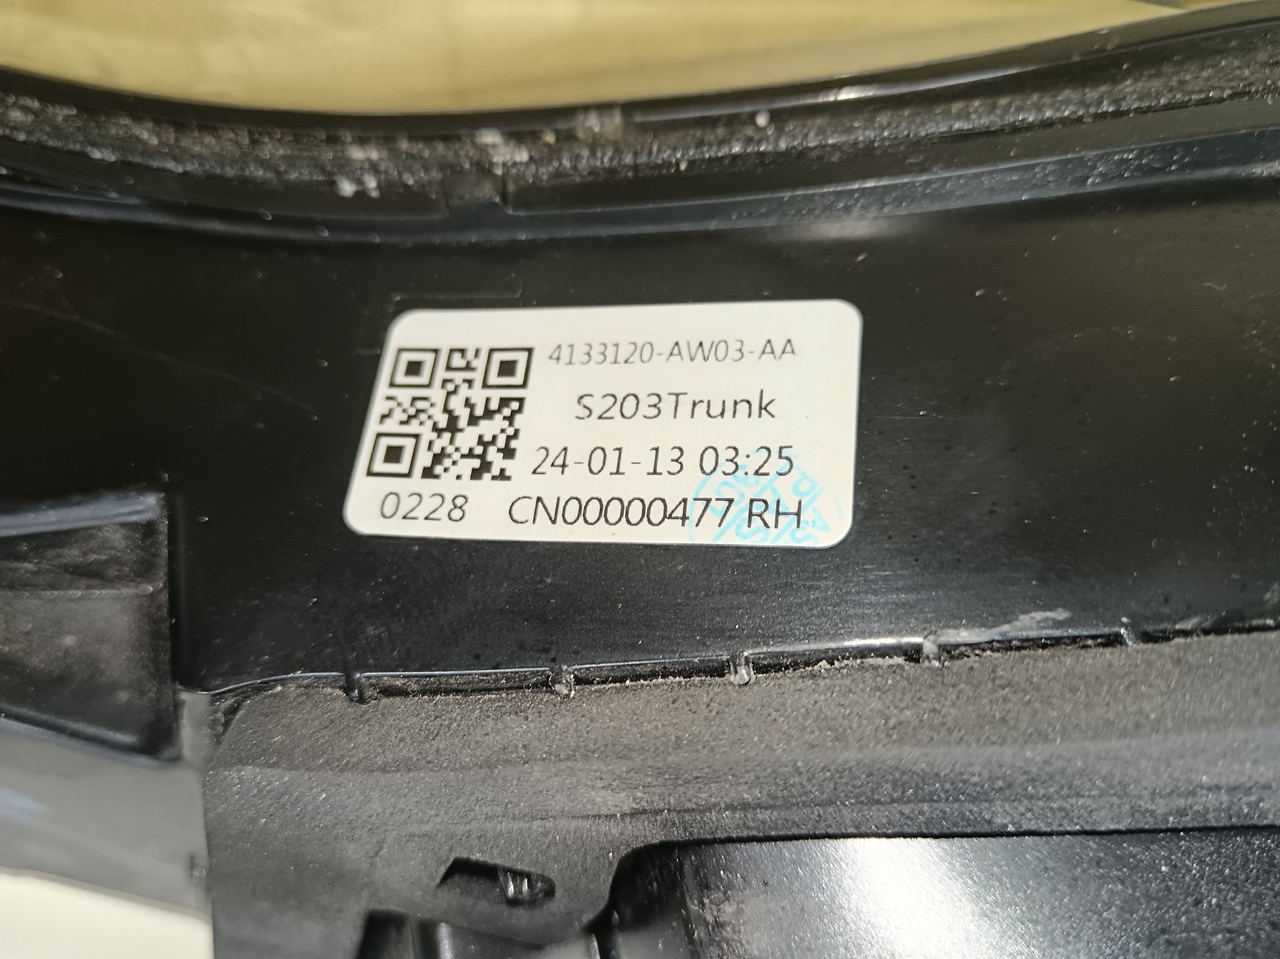 4133120-AW03-AA
S203Trunk
24-01-13 03:25
0228 CN00000477 RH